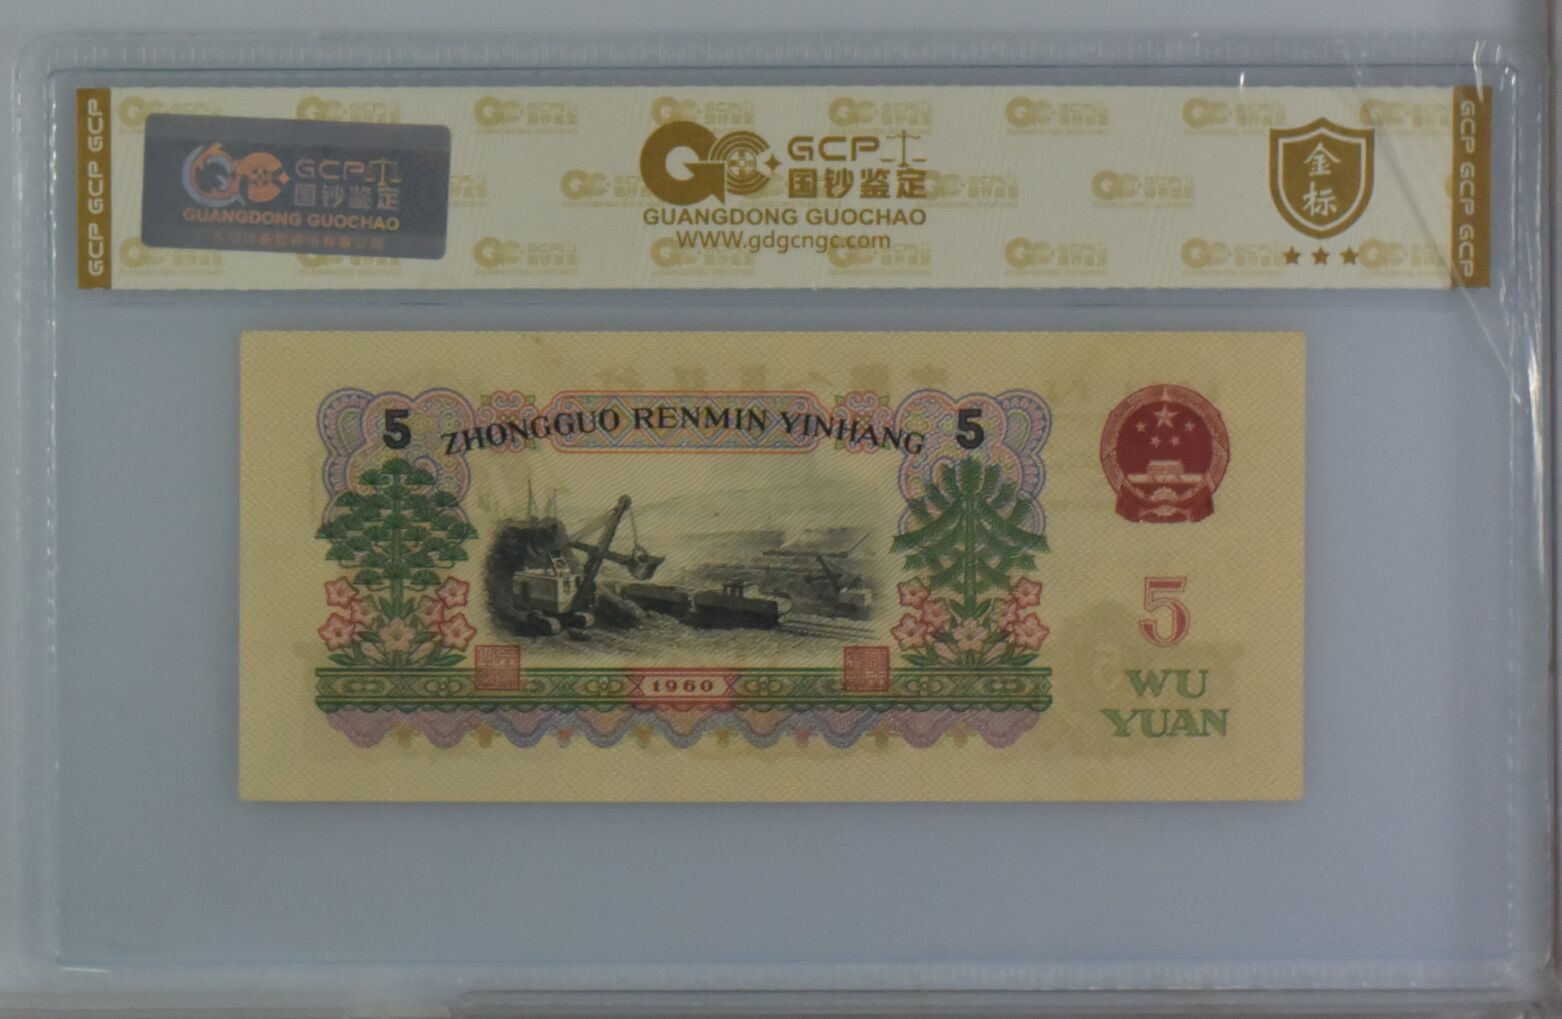 GCP GCP GCP
GCP
国钞鉴定
GUANGDONG GUOCHAO
GCP
国钞鉴定
GUANGDONG GUOCHAO
WWW.gdgcngc.com
金
标
GCP GCP GCP
5
ZHONGGUO RENMIN YINHANG
5
1960
5
WU
YUAN